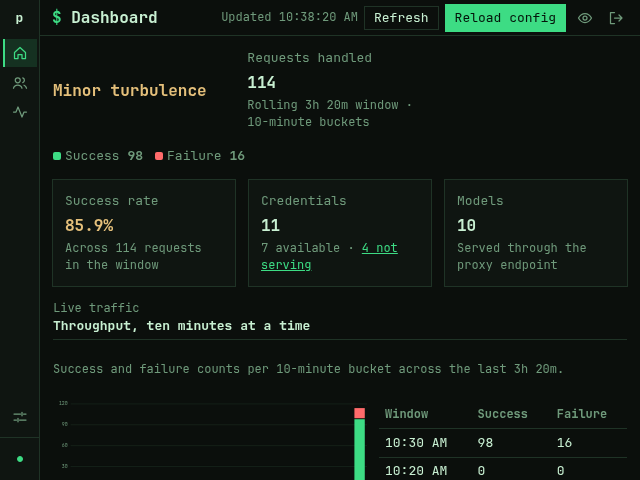 p
$ Dashboard
Updated 10:38:20 AM
Refresh
Reload config
Minor turbulence
Requests handled
114
Rolling 3h 20m window ·
10-minute buckets
Success 98
Failure 16
Success rate
85.9%
Across 114 requests
in the window
Credentials
11
7 available · 4 not
serving
Models
10
Served through the
proxy endpoint
Live traffic
Throughput, ten minutes at a time
Success and failure counts per 10-minute bucket across the last 3h 20m.
120
90
60
30
Window Success Failure
10:30 AM 98 16
10:20 AM 0 0